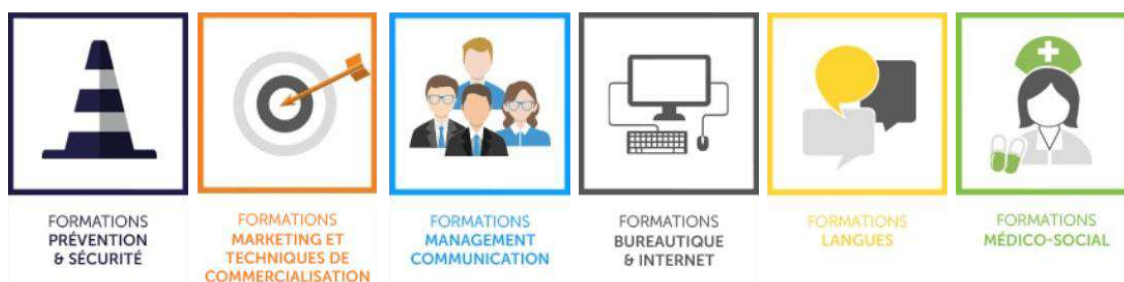 FORMATIONS
PRÉVENTION
& SÉCURITÉ
FORMATIONS
MARKETING ET
TECHNIQUES DE
COMMERCIALISATION
FORMATIONS
MANAGEMENT
COMMUNICATION
FORMATIONS
BUREAUTIQUE
& INTERNET
FORMATIONS
LANGUES
FORMATIONS
MÉDICO-SOCIAL